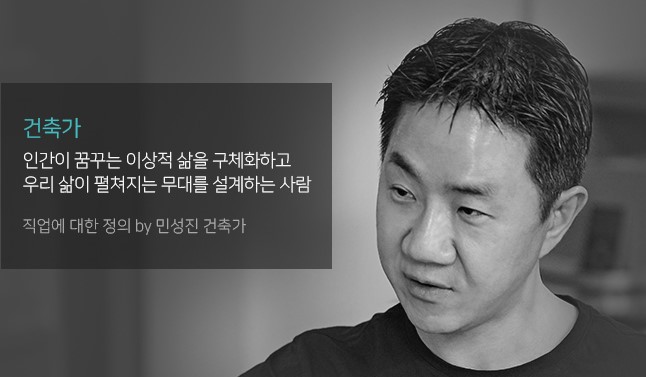 건축가
인간이 꿈꾸는 이상적 삶을 구체화하고
우리 삶이 펼쳐지는 무대를 설계하는 사람
직업에 대한 정의 by 민성진 건축가